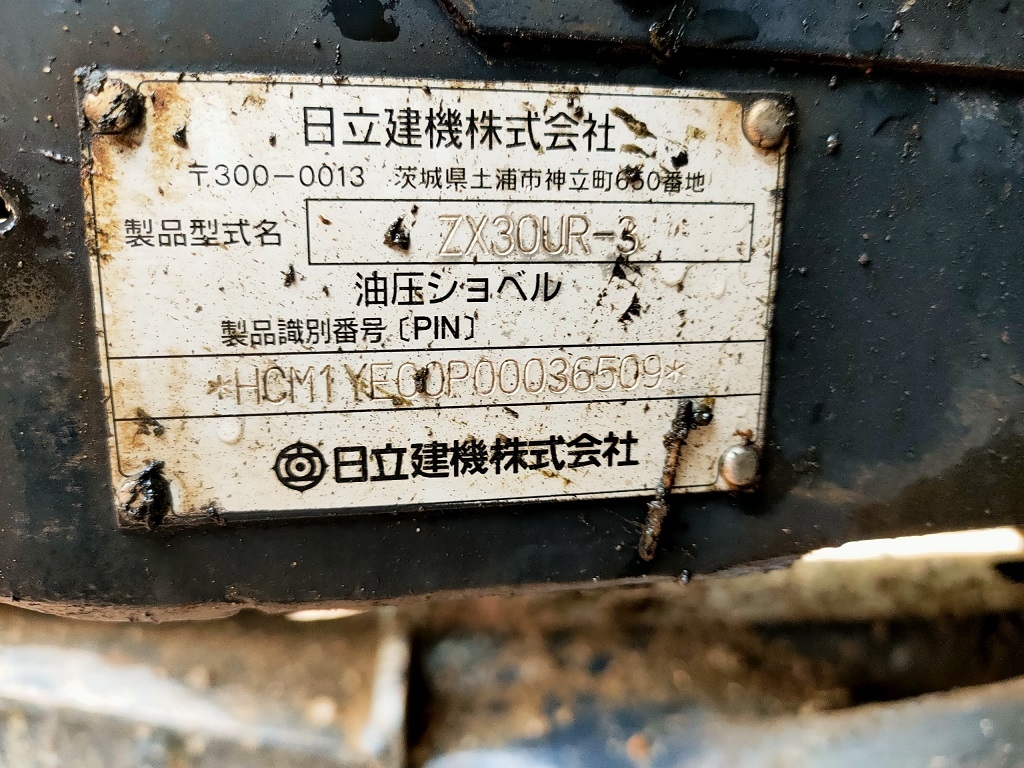 日立建機株式会社
〒300-0013 茨城県土浦市神立町650番地
製品型式名 ZX30UR-3
油圧ショベル
製品識別番号〔PIN〕
*HCM1YE00P00036509*
日立建機株式会社